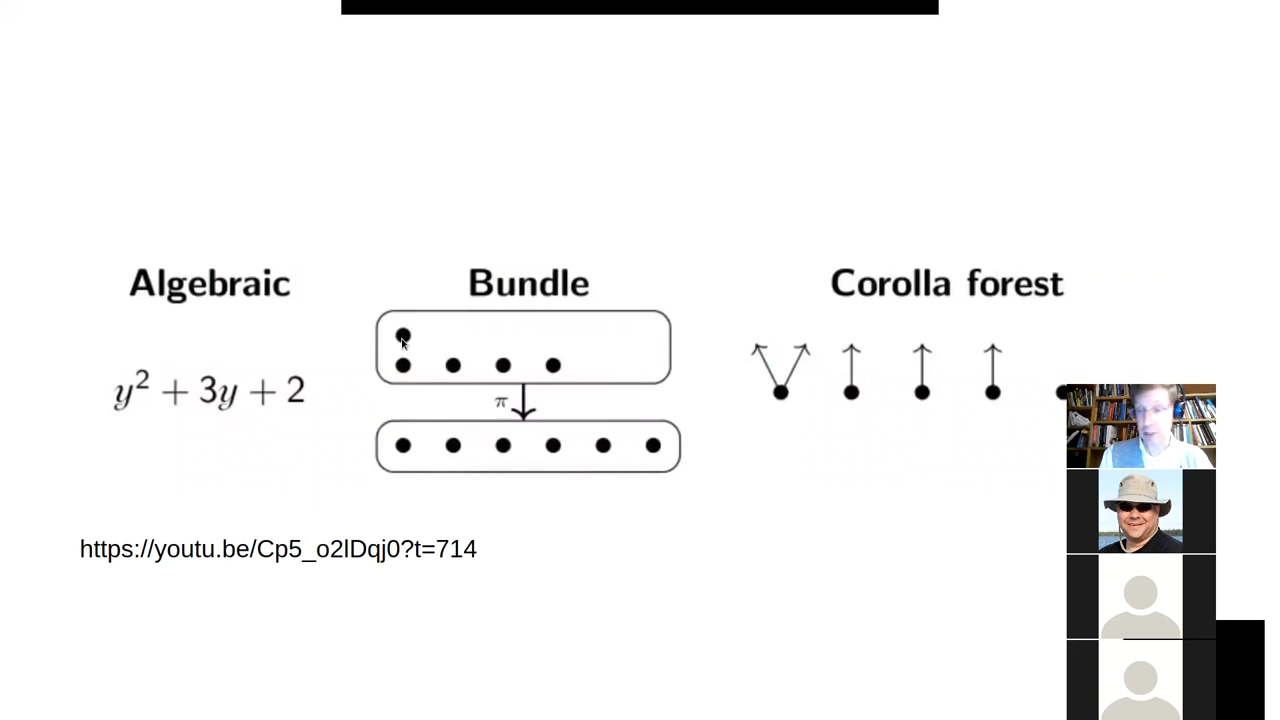 Algebraic
Bundle
Corolla forest
y² + 3y + 2
π
https://youtu.be/Cp5_o2lDqj0?t=714